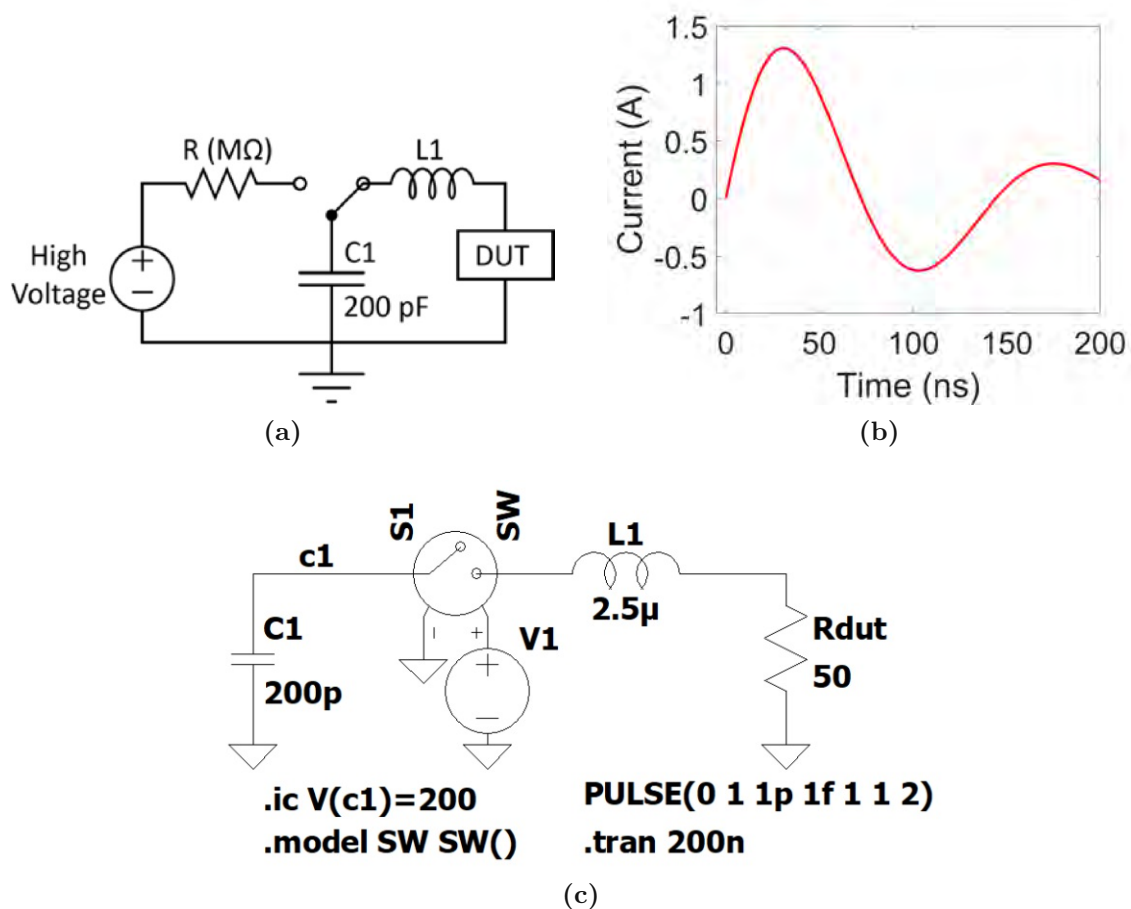 R (MΩ)
L1
High
Voltage
C1
200 pF
DUT
(a)
Current (A)
1.5
1
0.5
0
-0.5
-1
0 50 100 150 200
Time (ns)
(b)
S1
SW
L1
c1
2.5µ
C1
V1
Rdut
200p
50
.ic V(c1)=200
PULSE(0 1 1p 1f 1 1 2)
.model SW SW()
.tran 200n
(c)